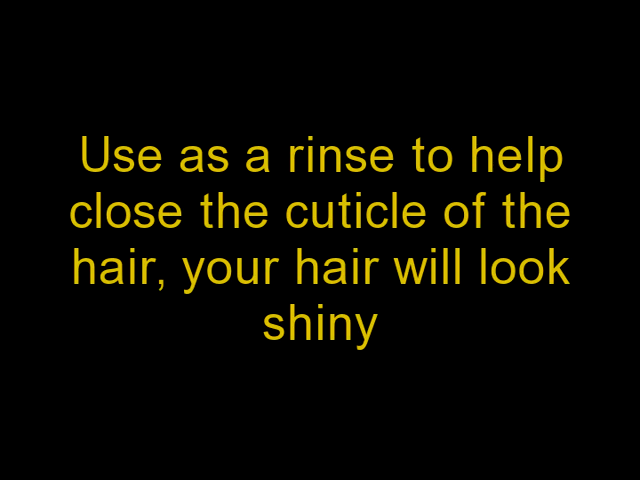 Use as a rinse to help
close the cuticle of the
hair, your hair will look
shiny